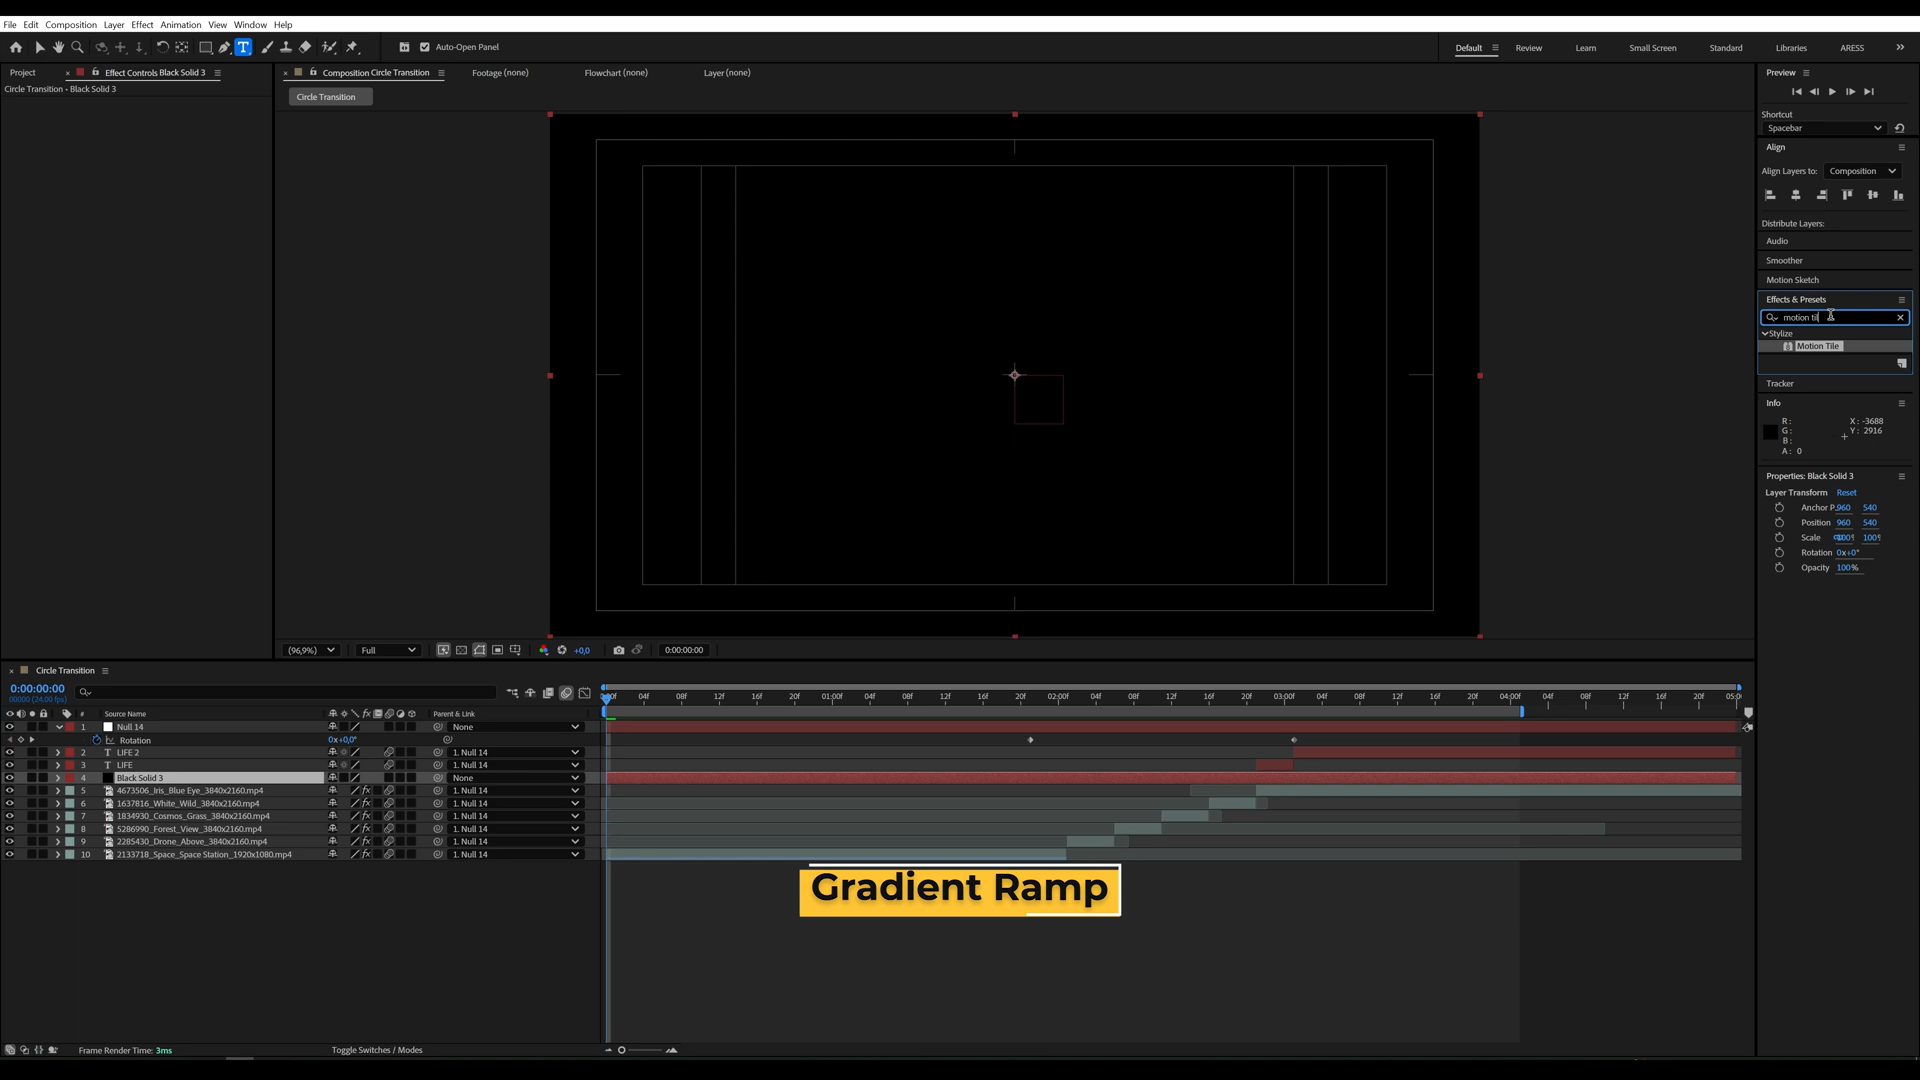 File Edit Composition Layer Effect Animation View Window Help
Auto-Open Panel
Default Review Learn Small Screen Standard Libraries ARESS
Project Effect Controls Black Solid 3
Circle Transition • Black Solid 3
Composition Circle Transition Footage (none) Flowchart (none) Layer (none)
Circle Transition
Preview
Shortcut
Spacebar
Align
Align Layers to: Composition
Distribute Layers:
Audio
Smoother
Motion Sketch
Effects & Presets
motion til
Stylize
Motion Tile
Tracker
Info
R: X: -3688
G: Y: 2916
B:
A: 0
Properties: Black Solid 3
Layer Transform Reset
Anchor P. 960 540
Position 960 540
Scale 100% 100%
Rotation 0x+0°
Opacity 100%
(96,9%) Full +0,0 0:00:00:00
Circle Transition
0:00:00:00
00000 (24.00 fps)
04f 08f 12f 16f 20f 01:00f 04f 08f 12f 16f 20f 02:00f 04f 08f 12f 16f 20f 03:00f 04f 08f 12f 16f 20f 04:00f 04f 08f 12f 16f 20f
# Source Name Parent & Link
1 Null 14 None
Rotation 0x+0,0°
2 LIFE 2 1. Null 14
3 LIFE 1. Null 14
4 Black Solid 3 None
5 4673506_Iris_Blue Eye_3840x2160.mp4 1. Null 14
6 1637816_White_Wild_3840x2160.mp4 1. Null 14
7 1834930_Cosmos_Grass_3840x2160.mp4 1. Null 14
8 5286990_Forest_View_3840x2160.mp4 1. Null 14
9 2285430_Drone_Above_3840x2160.mp4 1. Null 14
10 2133718_Space_Space Station_1920x1080.mp4 1. Null 14
Gradient Ramp
Frame Render Time: 3ms Toggle Switches / Modes